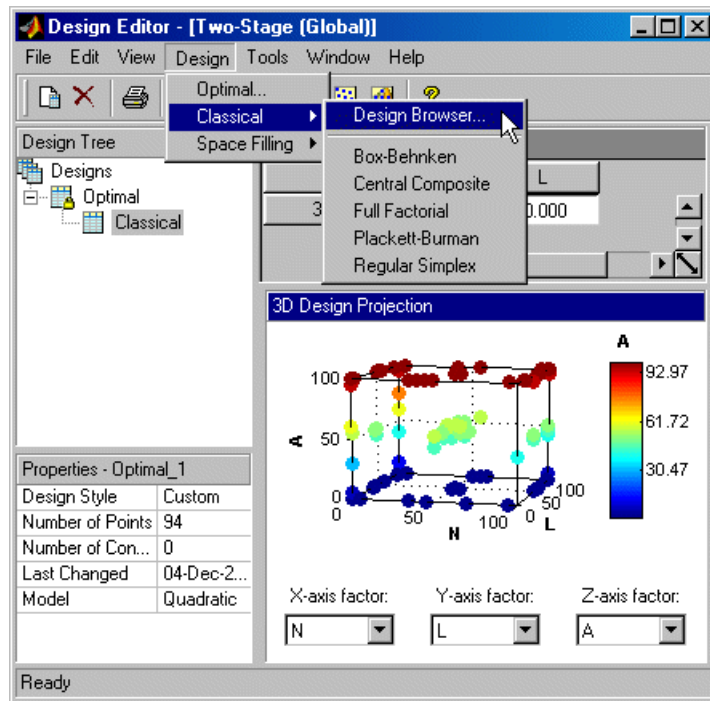 Design Editor - [Two-Stage (Global)]
File Edit View Design Tools Window Help
Optimal...
Classical
Space Filling
Design Browser...
Box-Behnken
Central Composite
Full Factorial
Plackett-Burman
Regular Simplex
Design Tree
Designs
Optimal
Classical
L
3
0.000
3D Design Projection
A
92.97
61.72
30.47
100
50
0
A
0
50
100
N
0
50
100
L
Properties - Optimal_1
Design Style Custom
Number of Points 94
Number of Con... 0
Last Changed 04-Dec-2...
Model Quadratic
X-axis factor: Y-axis factor: Z-axis factor:
N L A
Ready